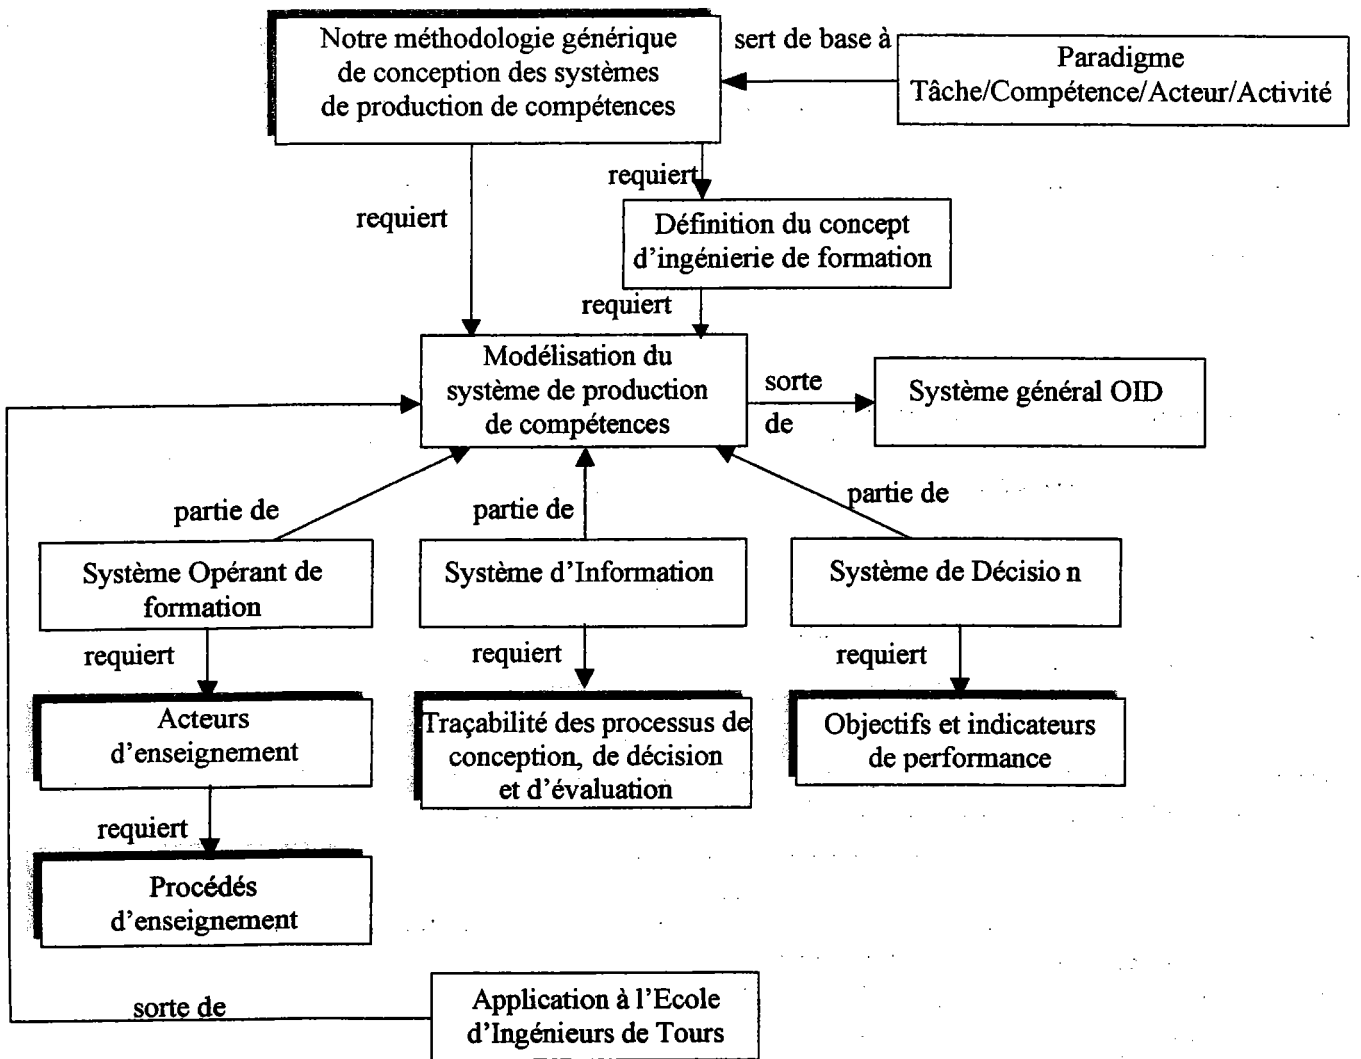 Notre méthodologie générique
de conception des systèmes
de production de compétences
sert de base à
Paradigme
Tâche/Compétence/Acteur/Activité
requiert
requiert
Définition du concept
d'ingénierie de formation
requiert
Modélisation du
système de production
de compétences
sorte
de
Système général OID
partie de
partie de
partie de
Système Opérant de
formation
Système d'Information
Système de Décisio n
requiert
requiert
requiert
Acteurs
d'enseignement
Traçabilité des processus de
conception, de décision
et d'évaluation
Objectifs et indicateurs
de performance
requiert
Procédés
d'enseignement
sorte de
Application à l'Ecole
d'Ingénieurs de Tours